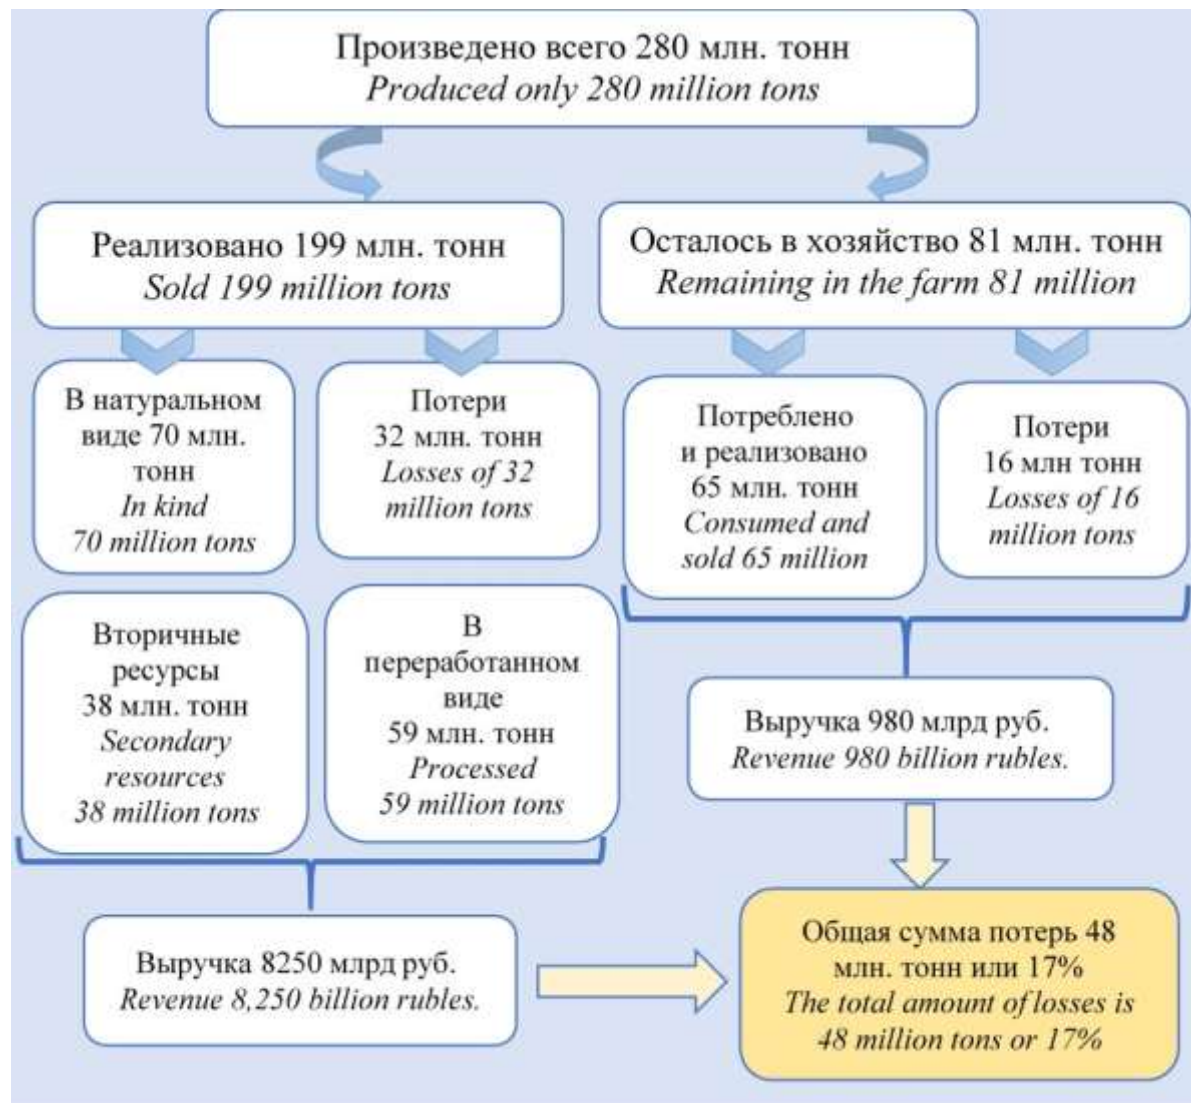 Произведено всего 280 млн. тонн
Produced only 280 million tons
Реализовано 199 млн. тонн
Sold 199 million tons
Осталось в хозяйство 81 млн. тонн
Remaining in the farm 81 million
В натуральном
виде 70 млн.
тонн
In kind
70 million tons
Потери
32 млн. тонн
Losses of 32
million tons
Потреблено
и реализовано
65 млн. тонн
Consumed and
sold 65 million
Потери
16 млн тонн
Losses of 16
million tons
Вторичные
ресурсы
38 млн. тонн
Secondary
resources
38 million tons
В
переработанном
виде
59 млн. тонн
Processed
59 million tons
Выручка 980 млрд руб.
Revenue 980 billion rubles.
Выручка 8250 млрд руб.
Revenue 8,250 billion rubles.
Общая сумма потерь 48
млн. тонн или 17%
The total amount of losses is
48 million tons or 17%